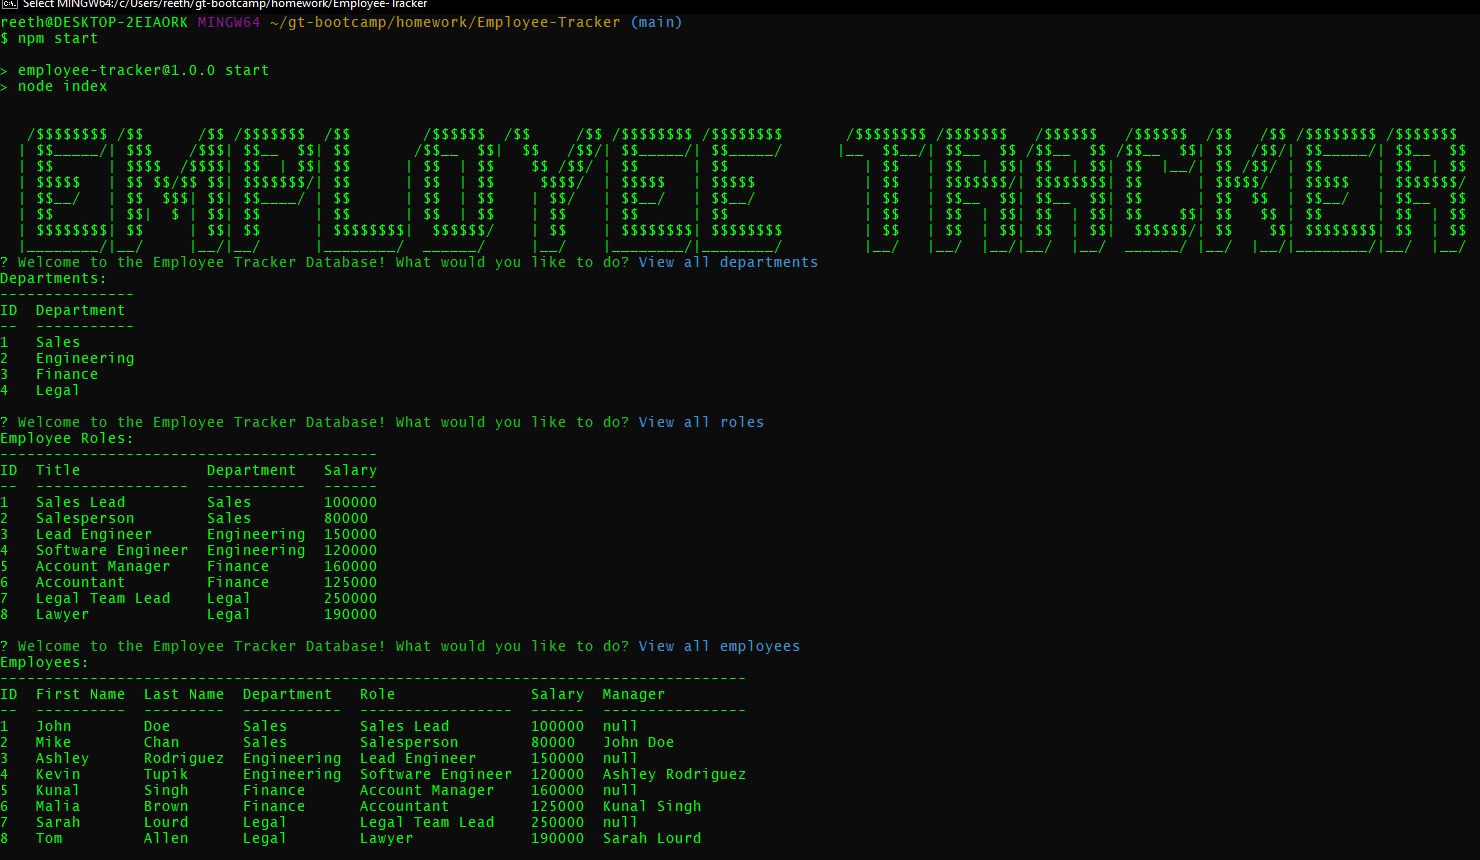 Select MINGW64:/c/Users/reeth/gt-bootcamp/homework/Employee-Tracker
reeth@DESKTOP-2EIAORK MINGW64 ~/gt-bootcamp/homework/Employee-Tracker (main)
$ npm start
> employee-tracker@1.0.0 start
> node index
EMPLOYEE TRACKER
? Welcome to the Employee Tracker Database! What would you like to do? View all departments
Departments:
---------------
ID  Department
--  -----------
1   Sales
2   Engineering
3   Finance
4   Legal
? Welcome to the Employee Tracker Database! What would you like to do? View all roles
Employee Roles:
------------------------------------------
ID  Title              Department   Salary
--  -----------------  -----------  ------
1   Sales Lead         Sales        100000
2   Salesperson        Sales        80000
3   Lead Engineer      Engineering  150000
4   Software Engineer  Engineering  120000
5   Account Manager    Finance      160000
6   Accountant         Finance      125000
7   Legal Team Lead    Legal        250000
8   Lawyer             Legal        190000
? Welcome to the Employee Tracker Database! What would you like to do? View all employees
Employees:
-----------------------------------------------------------------------------------
ID  First Name  Last Name  Department   Role               Salary  Manager
--  ----------  ---------  -----------  -----------------  ------  ----------------
1   John        Doe        Sales        Sales Lead         100000  null
2   Mike        Chan       Sales        Salesperson        80000   John Doe
3   Ashley      Rodriguez  Engineering  Lead Engineer      150000  null
4   Kevin       Tupik      Engineering  Software Engineer  120000  Ashley Rodriguez
5   Kunal       Singh      Finance      Account Manager    160000  null
6   Malia       Brown      Finance      Accountant         125000  Kunal Singh
7   Sarah       Lourd      Legal        Legal Team Lead    250000  null
8   Tom         Allen      Legal        Lawyer             190000  Sarah Lourd